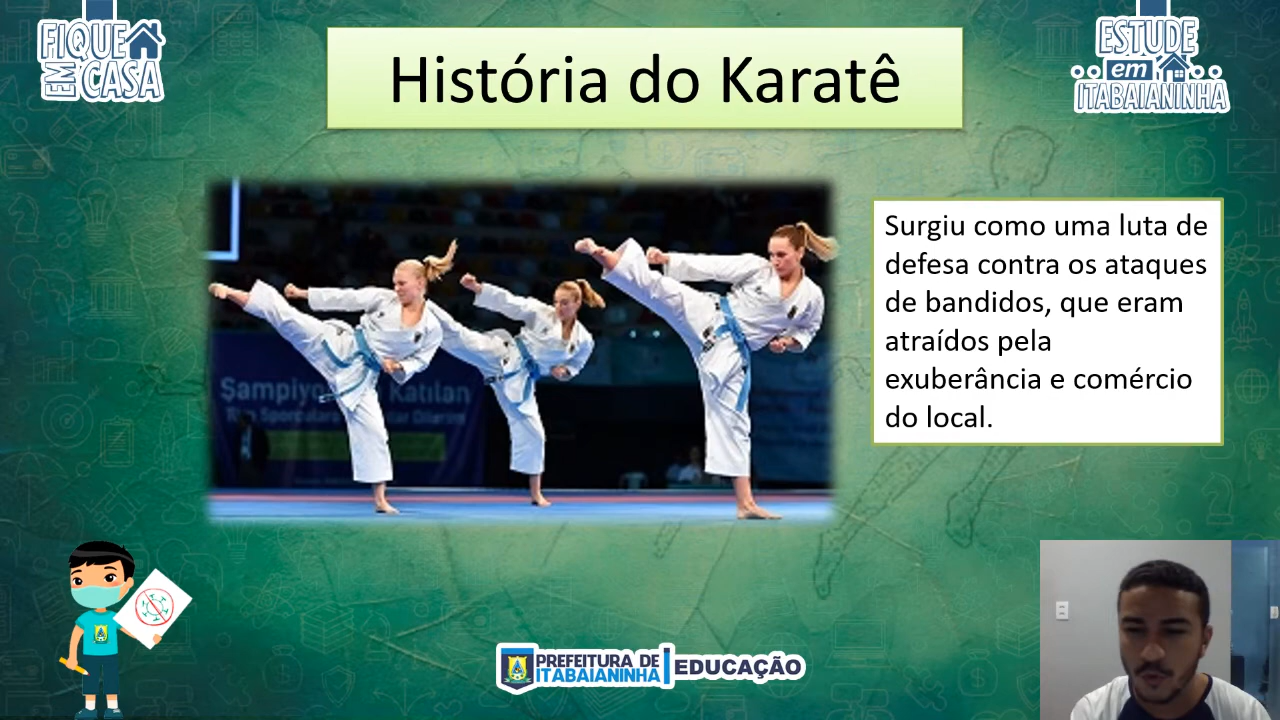 FIQUE
EM CASA
ESTUDE
em
ITABAIANINHA
História do Karatê
Surgiu como uma luta de
defesa contra os ataques
de bandidos, que eram
atraídos pela
exuberância e comércio
do local.
Katılan
PREFEITURA DE
ITABAIANINHA
EDUCAÇÃO